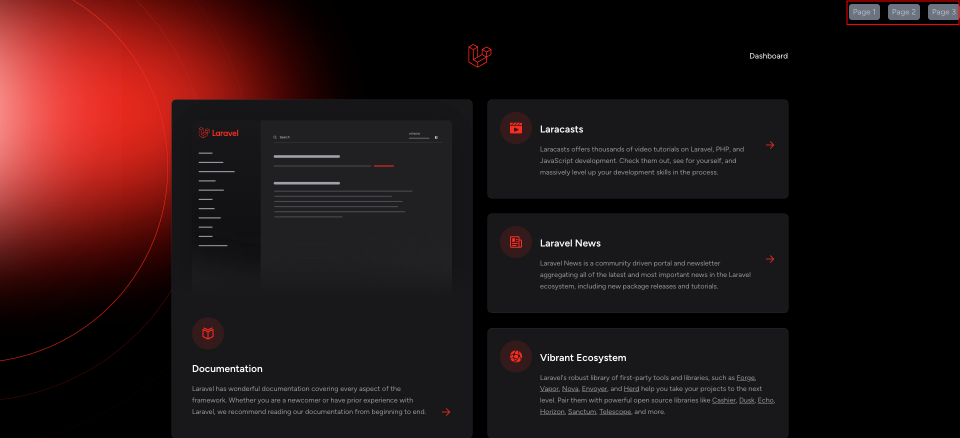 Page 1 Page 2 Page 3
Dashboard
Laravel
Search
Documentation
Laravel has wonderful documentation covering every aspect of the
framework. Whether you are a newcomer or have prior experience with
Laravel, we recommend reading our documentation from beginning to end.
Laracasts
Laracasts offers thousands of video tutorials on Laravel, PHP, and
JavaScript development. Check them out, see for yourself, and
massively level up your development skills in the process.
Laravel News
Laravel News is a community driven portal and newsletter
aggregating all of the latest and most important news in the Laravel
ecosystem, including new package releases and tutorials.
Vibrant Ecosystem
Laravel's robust library of first-party tools and libraries, such as Forge,
Vapor, Nova, Envoyer, and Herd help you take your projects to the next
level. Pair them with powerful open source libraries like Cashier, Dusk, Echo,
Horizon, Sanctum, Telescope, and more.